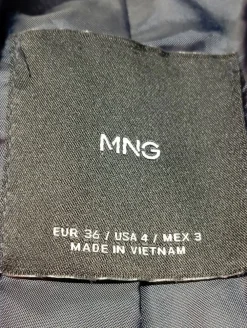 MNG
EUR 36 / USA 4 / MEX 3
MADE IN VIETNAM